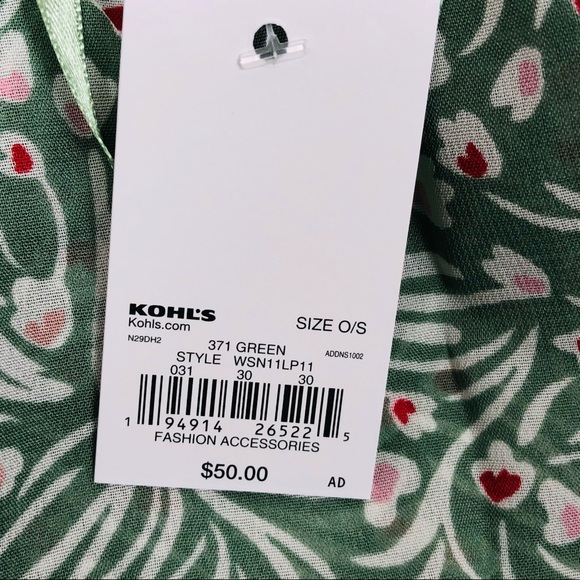 KOHL'S
Kohls.com
SIZE O/S
N29DH2
371 GREEN
ADDNS1002
STYLE WSN11LP11
031 30 30
1 94914 26522 5
FASHION ACCESSORIES
$50.00
AD